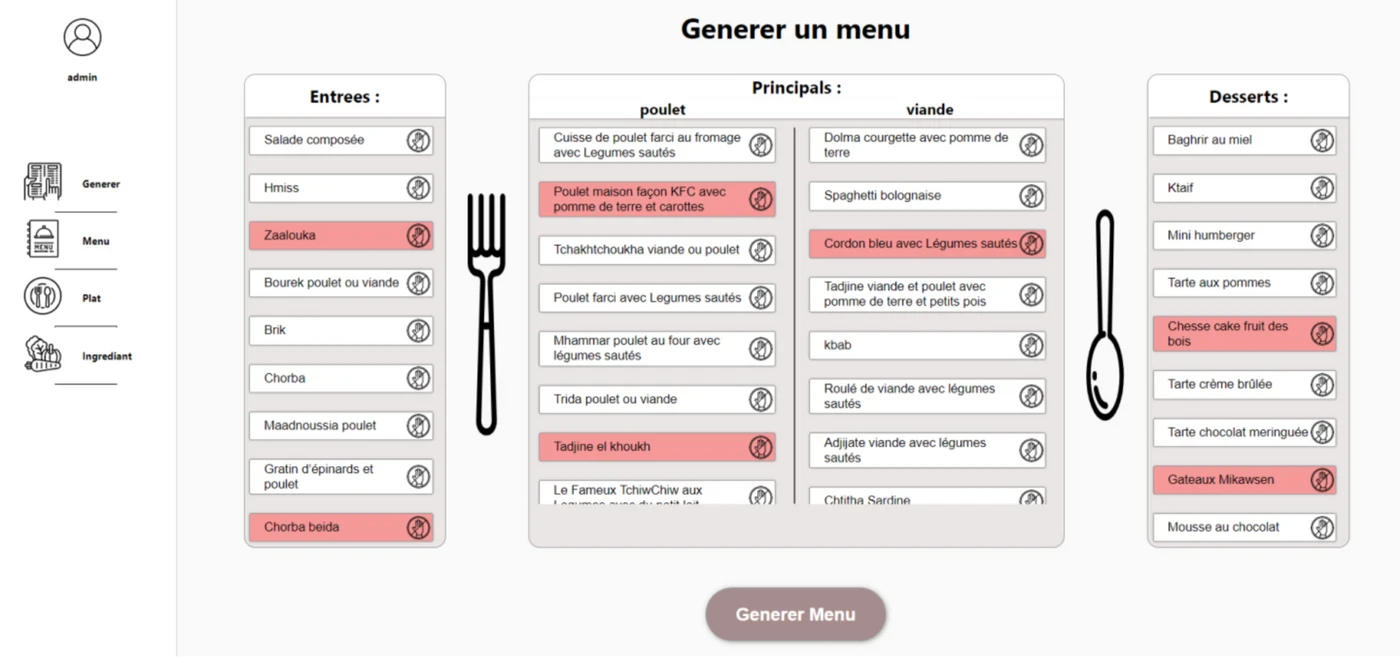 admin
Generer
Menu
Plat
Ingrediant
Generer un menu
Entrees :
Salade composée
Hmiss
Zaalouka
Bourek poulet ou viande
Brik
Chorba
Maadnoussia poulet
Gratin d'épinards et
poulet
Chorba beida
Principals :
poulet
Cuisse de poulet farci au fromage
avec Legumes sautés
Poulet maison façon KFC avec
pomme de terre et carottes
Tchakhtchoukha viande ou poulet
Poulet farci avec Legumes sautés
Mhammar poulet au four avec
légumes sautés
Trida poulet ou viande
Tadjine el khoukh
Le Fameux TchiwChiw aux
Legumes avec du petit lait
viande
Dolma courgette avec pomme de
terre
Spaghetti bolognaise
Cordon bleu avec Légumes sautés
Tadjine viande et poulet avec
pomme de terre et petits pois
kbab
Roulé de viande avec légumes
sautés
Adjijate viande avec légumes
sautés
Chtitha Sardine
Desserts :
Baghrir au miel
Ktaif
Mini humberger
Tarte aux pommes
Chesse cake fruit des
bois
Tarte crème brûlée
Tarte chocolat meringuée
Gateaux Mikawsen
Mousse au chocolat
Generer Menu